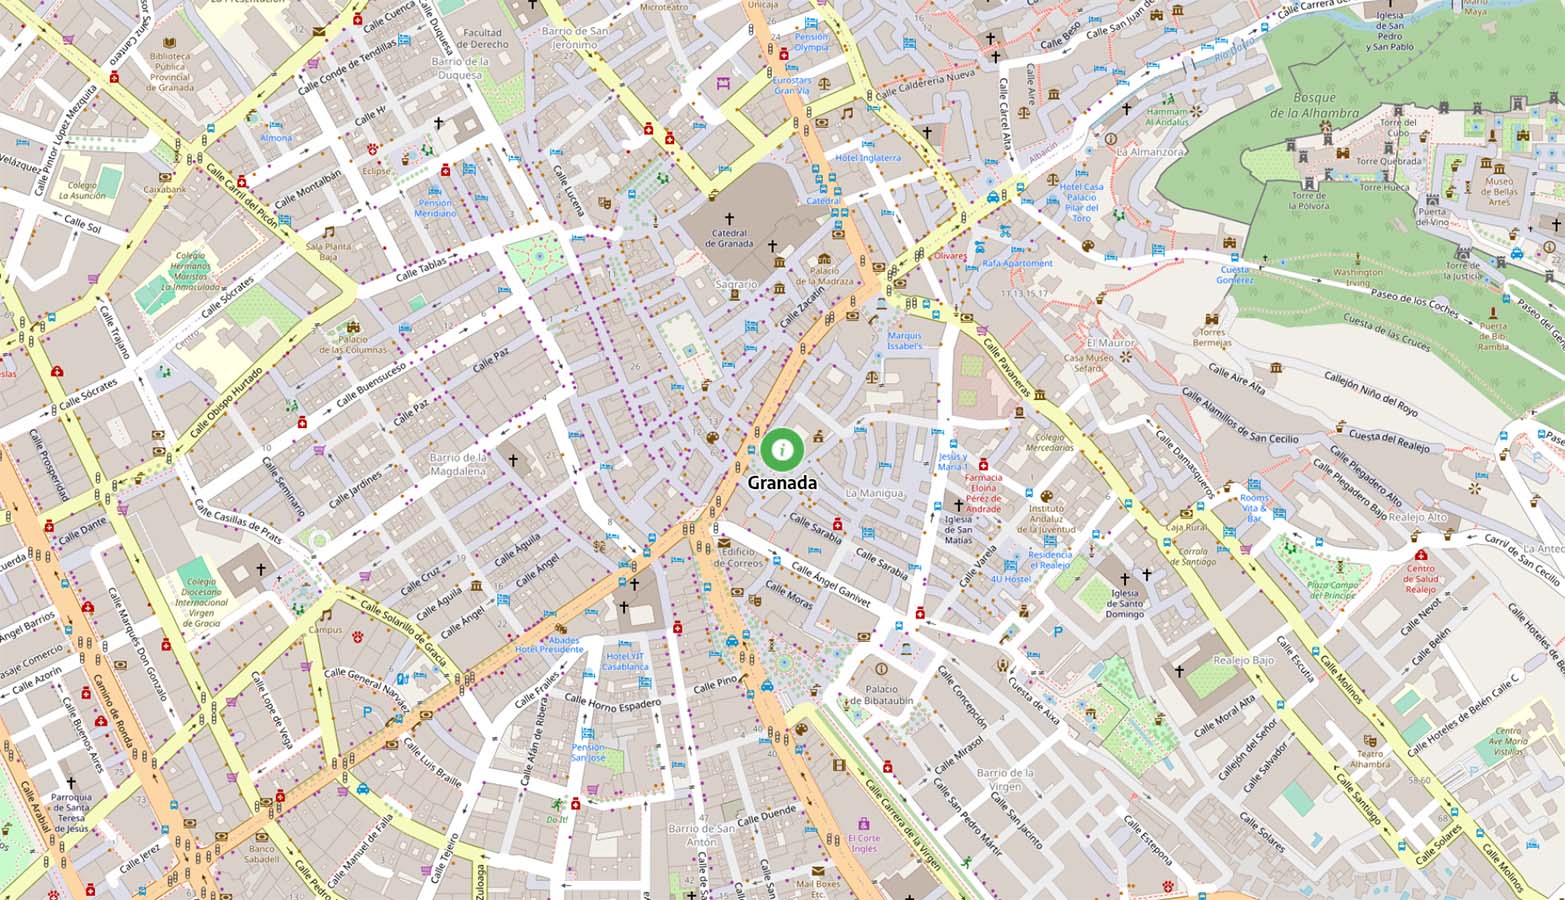 La Presentación
Calle Cuenca
Calle Duquesa
Calle Conde de Tendillas
Facultad
de Derecho
Barrio de San
Jerónimo
Microteatro
Unicaja
Pensión
Olympia
Calle Beso
Calle San Juan de
Calle Carrera del
Iglesia
de San
Pedro
y San Pablo
Mario
Maya
Biblioteca
Pública
Provincial
de Granada
Barrio de la
Duquesa
Eurostars
Gran Vía
Calle Calderería Nueva
Calle Aire
Calle Cárcel Alta
Río Darro
Bosque
de la Alhambra
Hammam
Al Ándalus
Albaicín
La Almanzora
Torre del
Cubo
Torre Quebrada
Torre Hueca
Torre de
la Pólvora
Museo
de Bellas
Artes
Puerta
del Vino
Calle Pintor López Mezquita
Velázquez
Colegio
La Asunción
Caixabank
Almona
Eclipse
Calle Montalbán
Calle Carril del Picón
Pensión
Meridiano
Calle Lucena
Hotel Inglaterra
Catedral
Hotel Casa
Palacio
Pilar del
Toro
Calle Sol
Sala Planta
Baja
Catedral
de Granada
Olivares
Rafa Apartoment
Cuesta
Gomérez
Washington
Irving
Torre de
la Justicia
Colegio
Hermanos
Maristas
La Inmaculada
Calle Tablas
Sagrario
Palacio
de la Madraza
Calle Zacatín
11,13,15,17
Paseo de los Coches
Cuesta de las Cruces
Puerta
de Bib-
Rambla
Calle Sócrates
Centro
Calle Trajano
Palacio
de las Columnas
Marquis
Issabel's
Calle Pavaneras
El Mauror
Casa Museo
Sefardí
Torres
Bermejas
Calle Paz
Calle Buensuceso
Calle Obispo Hurtado
Calle Sócrates
Calle Paz
Calle Aire Alta
Callejón Niño del Royo
Calle Alamillos de San Cecilio
Cuesta del Realejo
Calle Prosperidad
Barrio de la
Magdalena
Calle Seminario
Calle Jardines
Granada
La Manigua
Jesús y
María 1
Farmacia
Eloína
Pérez de
Andrade
Colegio
Mercedarias
Calle Damasqueros
Calle Plegadero Alto
Calle Plegadero Bajo
Realejo Alto
Rooms
Vita &
Bar
Calle Casillas de Prats
Calle Dante
Calle Sarabia
Iglesia
de San
Matías
Instituto
Andaluz
de la Juventud
Caja Rural
Residencia
el Realejo
Corrala
de Santiago
Edificio
de Correos
Calle Ángel Ganivet
Calle Sarabia
Calle Varela
4U Hostel
Calle Águila
Calle Cruz
Calle Ángel
Colegio
Diocesano
Internacional
Virgen
de Gracia
Calle Moras
Iglesia
de Santo
Domingo
Plaza Campo
del Príncipe
Centro
de Salud
Realejo
Calle Águila
Calle Ángel
Calle Solarillo de Gracia
Campus
Angel Barrios
Calle Marqués Don Gonzalo
Abades
Hotel Presidente
Calle Nevot
Calle Belén
Hotel YIT
Casablanca
Calle Azorín
Calle General Narváez
Calle Frailes
Calle Pino
Calle Horno Espadero
Palacio
de Bibataubín
Cuesta de Aixa
Calle Concepción
Realejo Bajo
Calle Escutia
Calle Molinos
Calle Moral Alta
Calle Hoteles de Belén
Camino de Ronda
Calle Buenos Aires
Calle Lope de Vega
Calle Afán de Ribera
Pensión
San José
Calle Luis Braille
Calle Mirasol
Callejón del Señor
Calle Salvador
Teatro
Alhambra
Centro
Ave María
Vistillas
Barrio de la
Virgen
58-60
Parroquia
de Santa
Teresa
de Jesús
Calle Arabial
Do It!
Calle Carrera de la Virgen
Calle San Pedro Mártir
Calle San Jacinto
Calle Santiago
Barrio de San
Antón
Calle Duende
El Corte
Inglés
Calle Estepona
Calle Solares
Calle Solares
Calle Molinos
Calle Jerez
Banco
Sabadell
Calle Manuel de Falla
Calle Tejeiro
Mail Boxes
Etc.
Calle Pedro